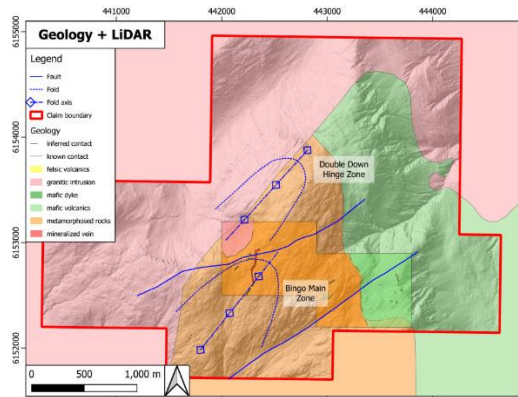 441000
442000
443000
444000
Geology + LiDAR
Legend
Fault
Fold
Fold axis
Claim boundary
Geology
inferred contact
known contact
felsic volcanics
granitic intrusion
mafic dyke
mafic volcanics
metamorphosed rocks
mineralized vein
6155000
6154000
6153000
6152000
Double Down
Hinge Zone
Bingo Main
Zone
0
500
1,000 m